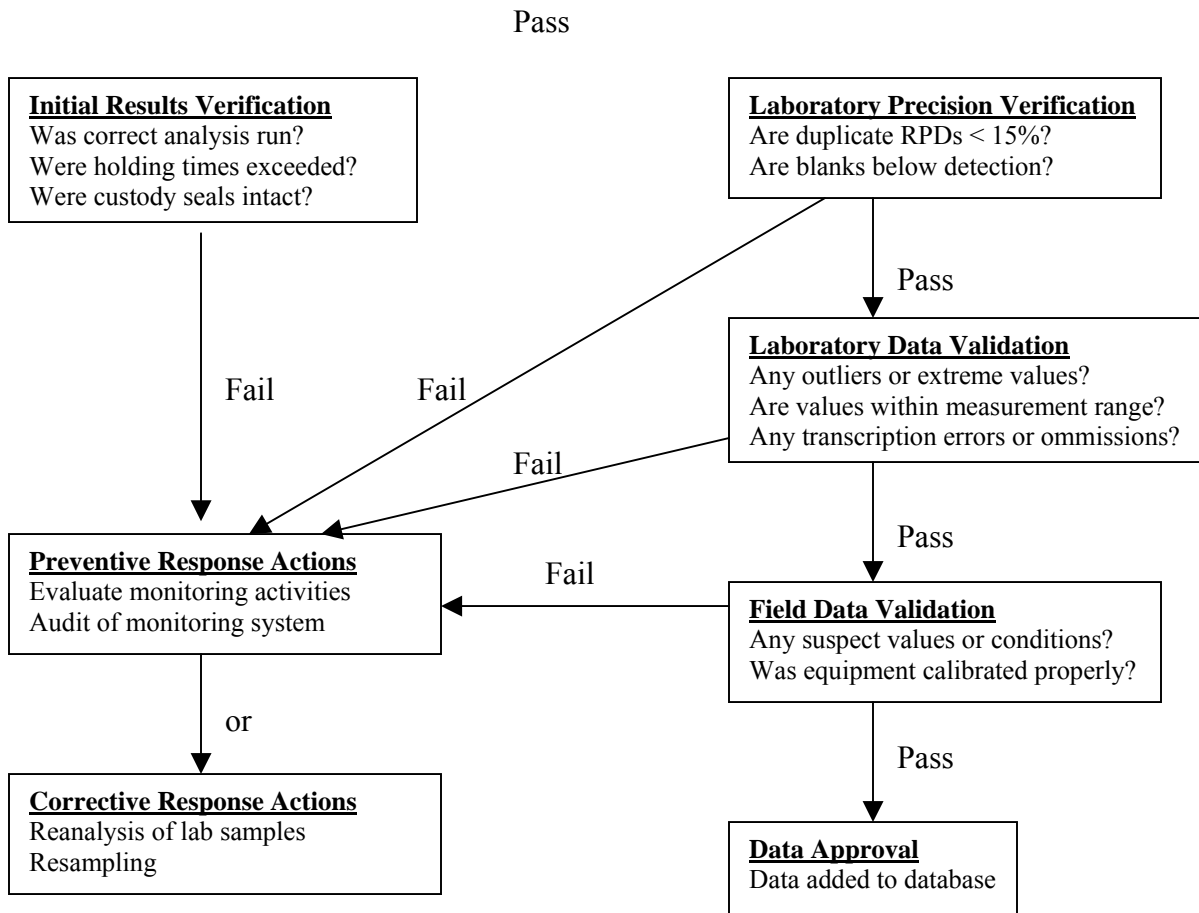 Pass
Initial Results Verification
Was correct analysis run?
Were holding times exceeded?
Were custody seals intact?
Laboratory Precision Verification
Are duplicate RPDs < 15%?
Are blanks below detection?
Pass
Fail
Fail
Laboratory Data Validation
Any outliers or extreme values?
Are values within measurement range?
Any transcription errors or ommissions?
Fail
Pass
Preventive Response Actions
Evaluate monitoring activities
Audit of monitoring system
Fail
Field Data Validation
Any suspect values or conditions?
Was equipment calibrated properly?
or
Pass
Corrective Response Actions
Reanalysis of lab samples
Resampling
Data Approval
Data added to database